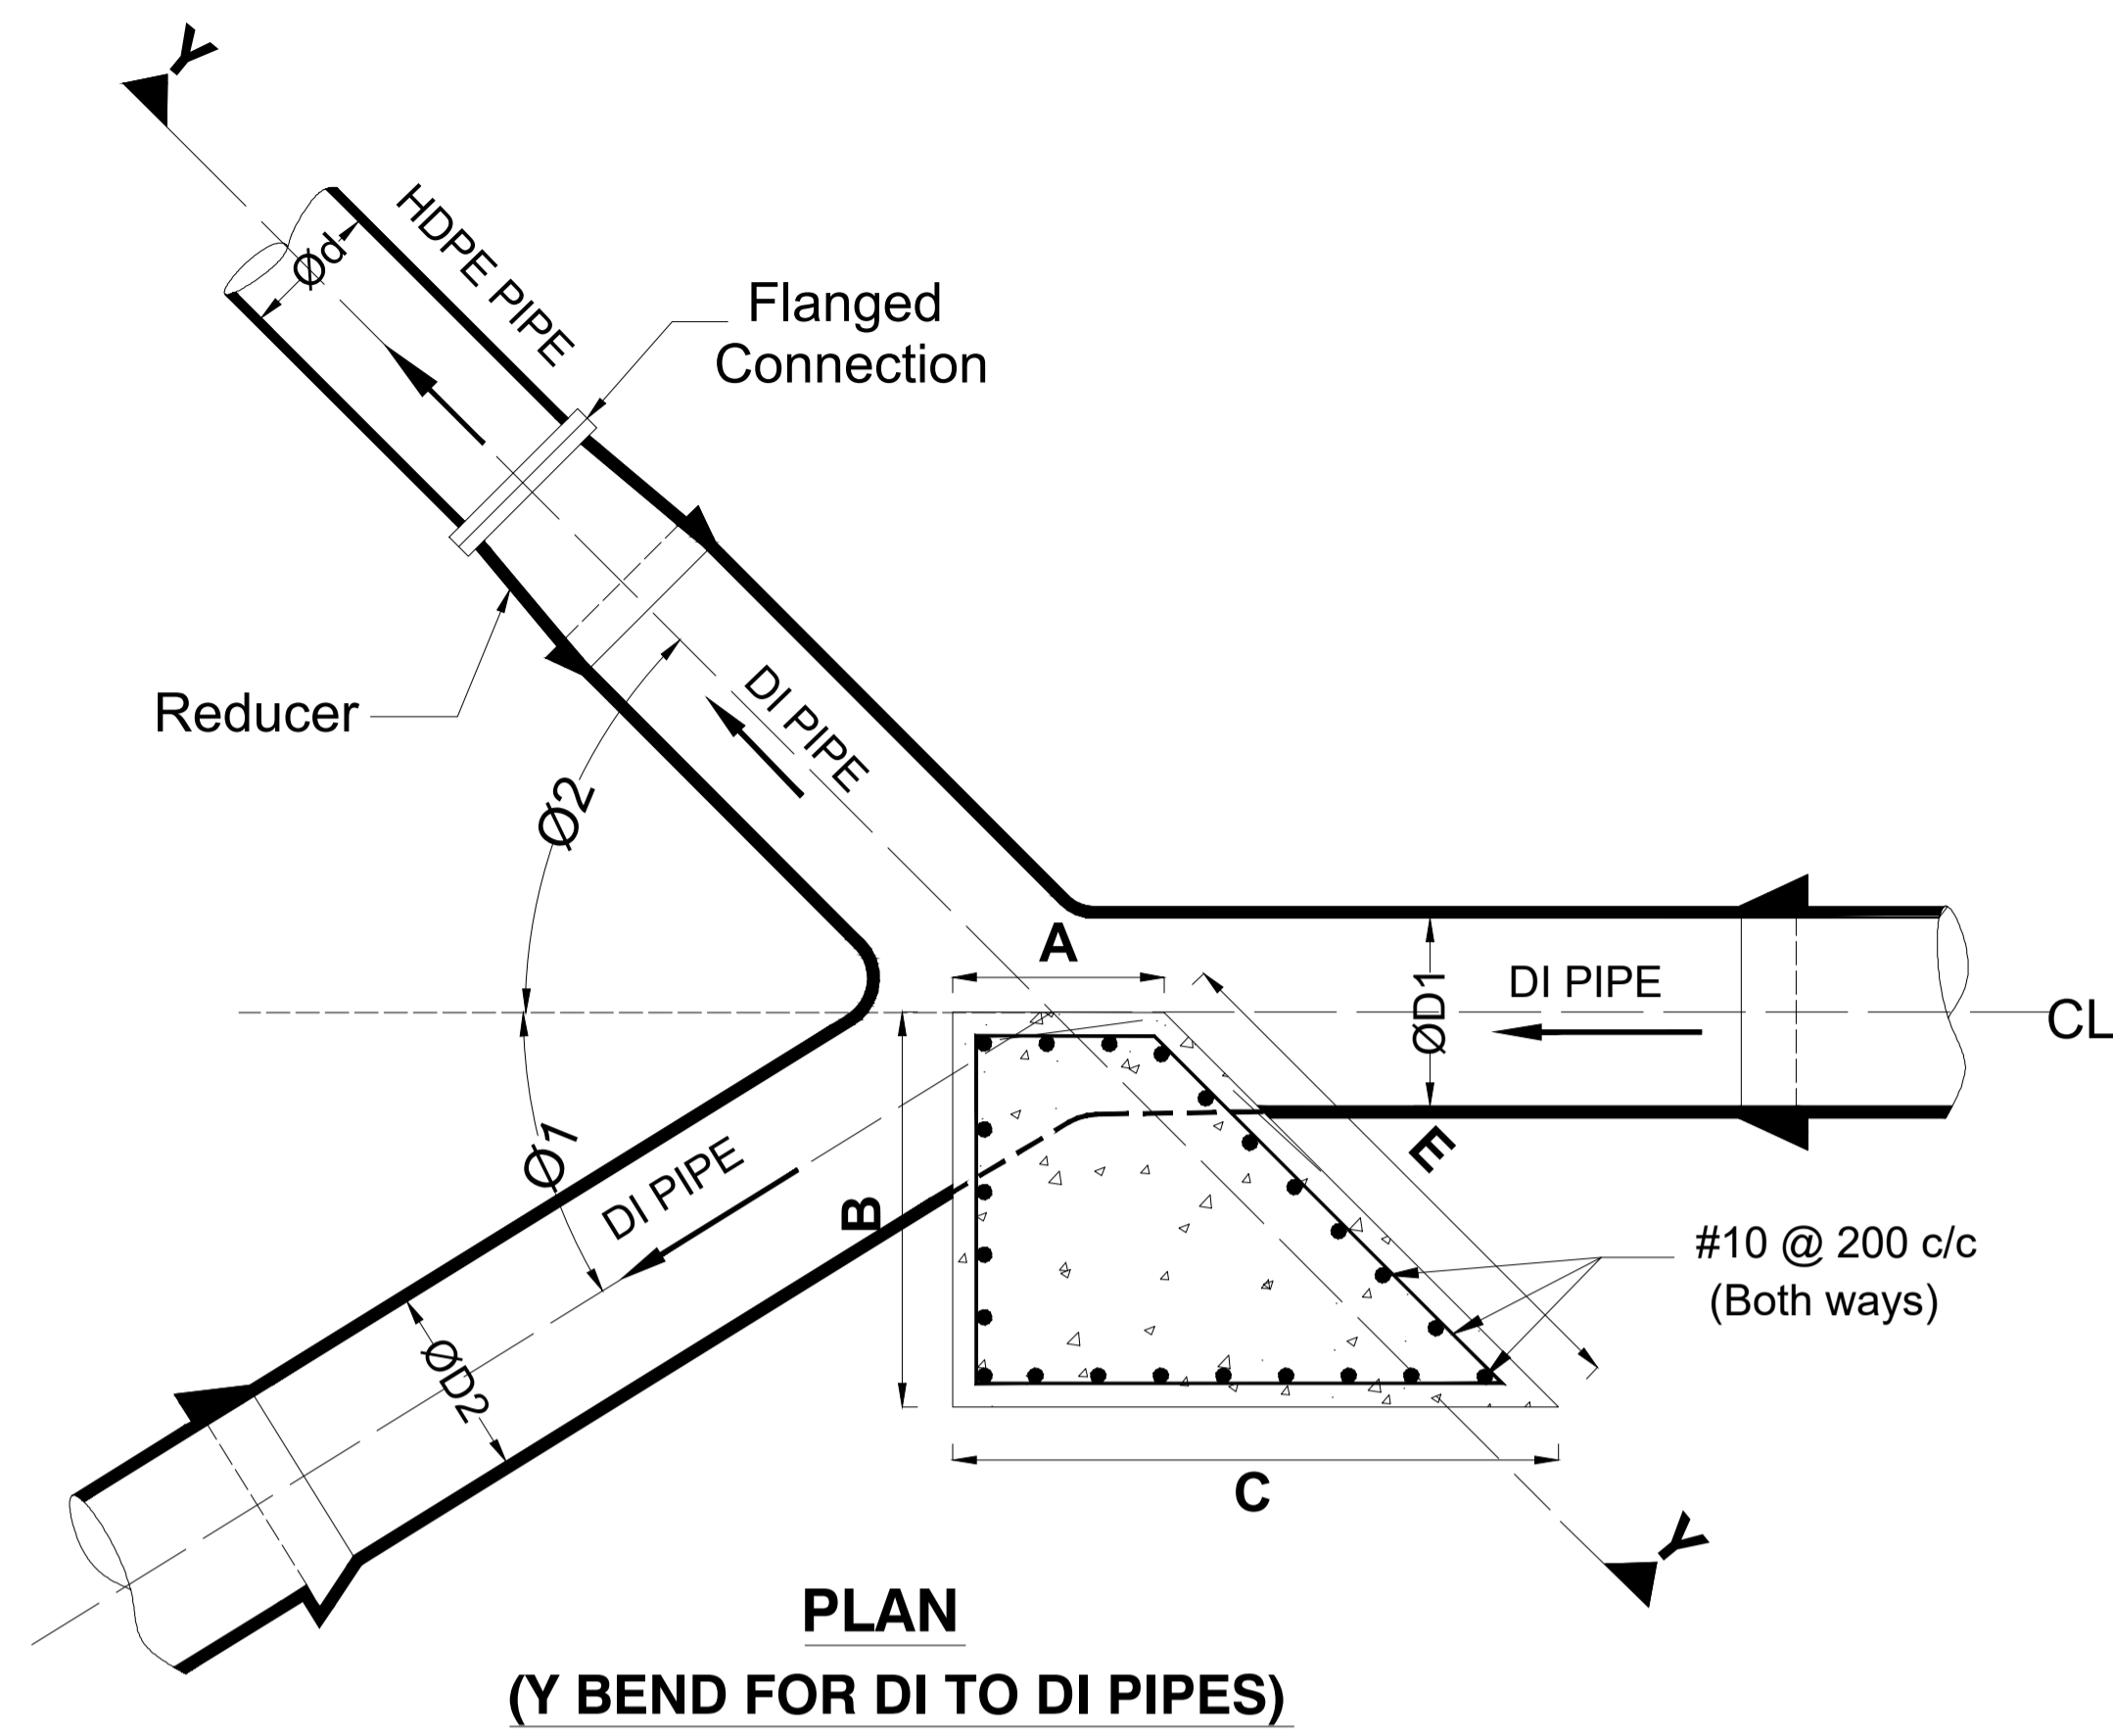 Y
HDPE PIPE
Ød
Flanged
Connection
Reducer
DI PIPE
Ø2
A
ØD1
DI PIPE
CL
E
Ø1
DI PIPE
B
#10 @ 200 c/c
(Both ways)
ØD2
C
Y
PLAN
(Y BEND FOR DI TO DI PIPES)